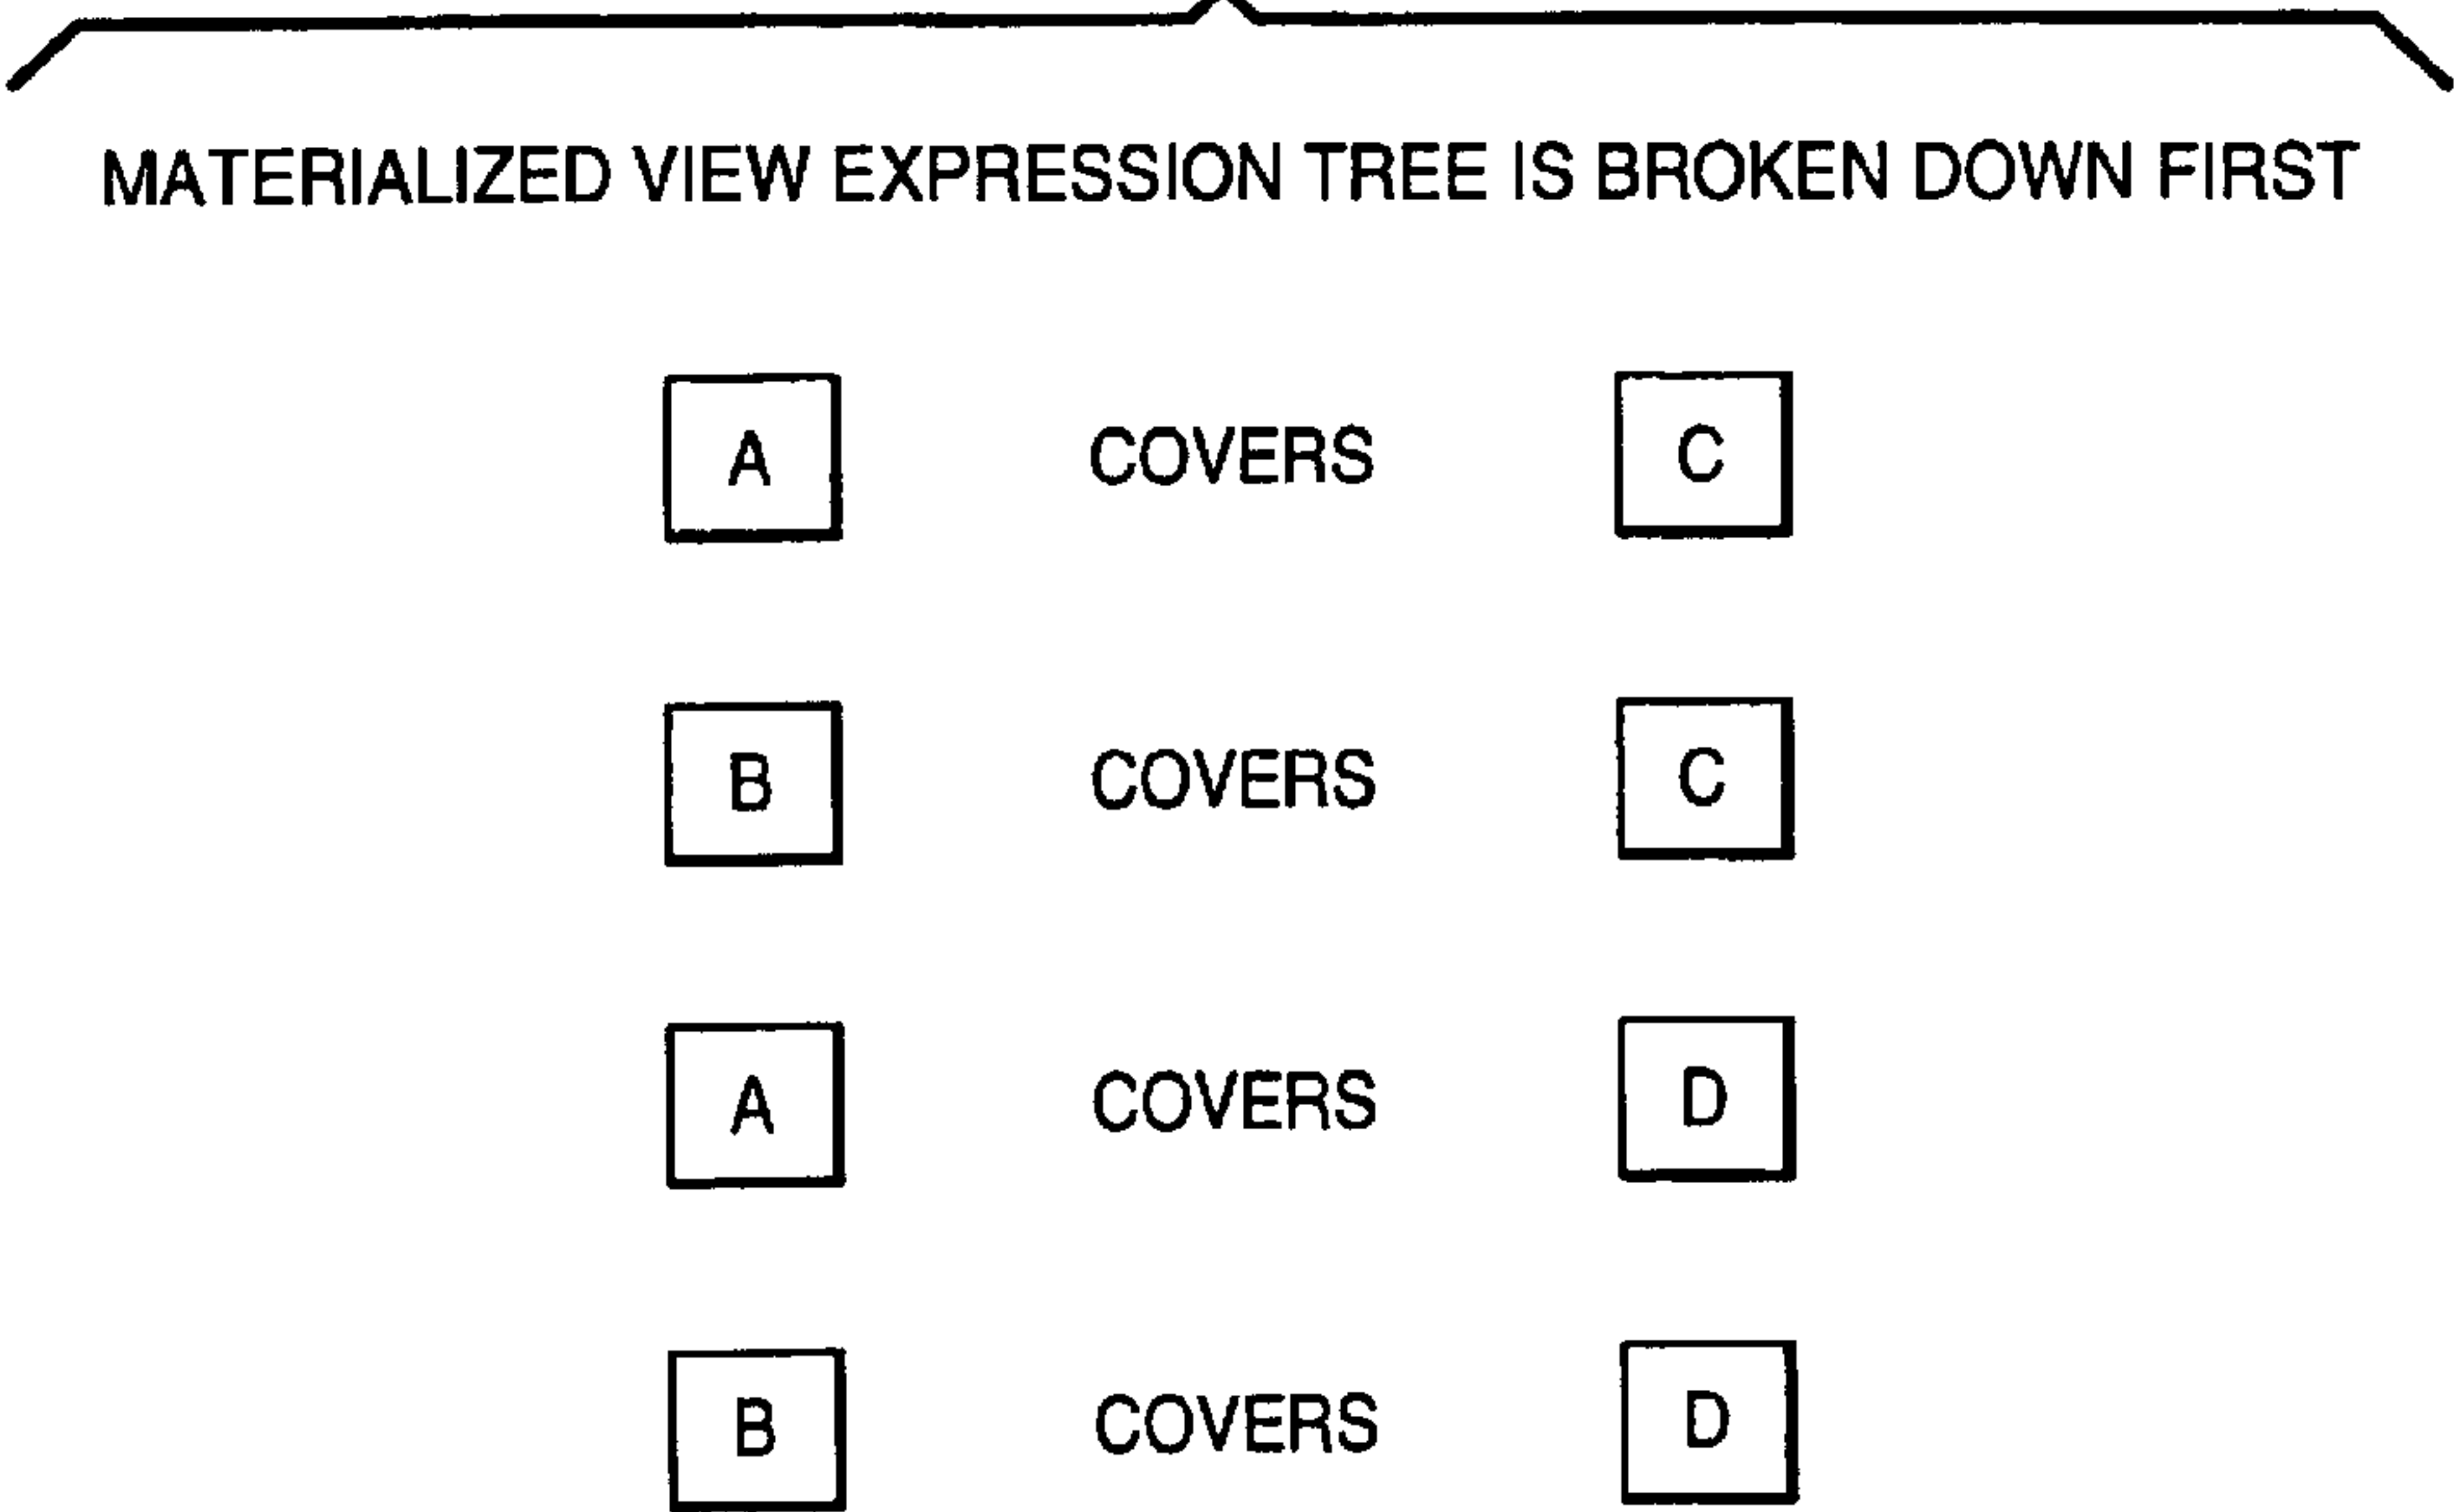 MATERIALIZED VIEW EXPRESSION TREE IS BROKEN DOWN FIRST
A COVERS C
B COVERS C
A COVERS D
B COVERS D